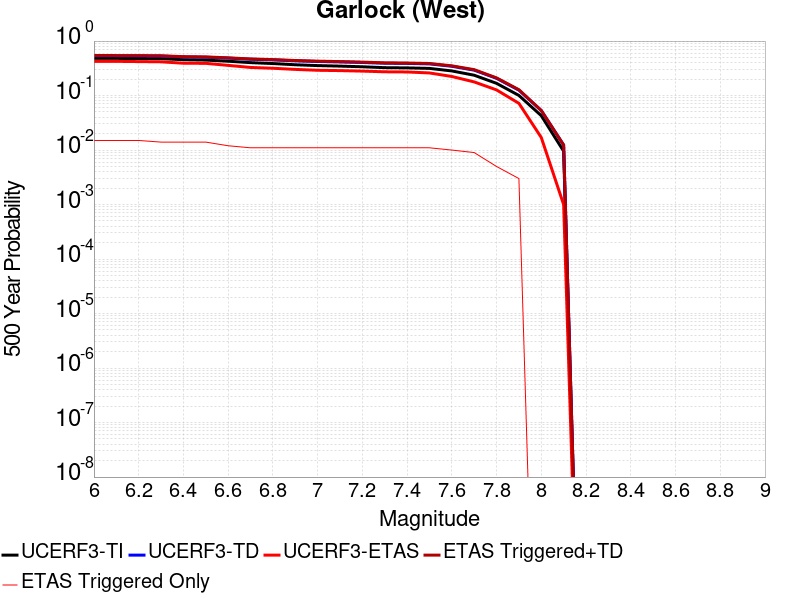 Garlock (West)
10 0
10 -1
10 -2
10 -3
10 -4
10 -5
10 -6
10 -7
10 -8
500 Year Probability
6 6.2 6.4 6.6 6.8 7 7.2 7.4 7.6 7.8 8 8.2 8.4 8.6 8.8 9
Magnitude
UCERF3-TI UCERF3-TD UCERF3-ETAS ETAS Triggered+TD
ETAS Triggered Only